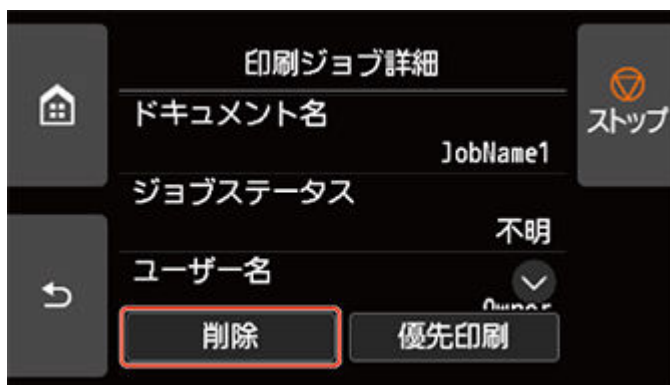 印刷ジョブ詳細
ドキュメント名
JobName1
ストップ
ジョブステータス
不明
ユーザー名
Owner
削除
優先印刷